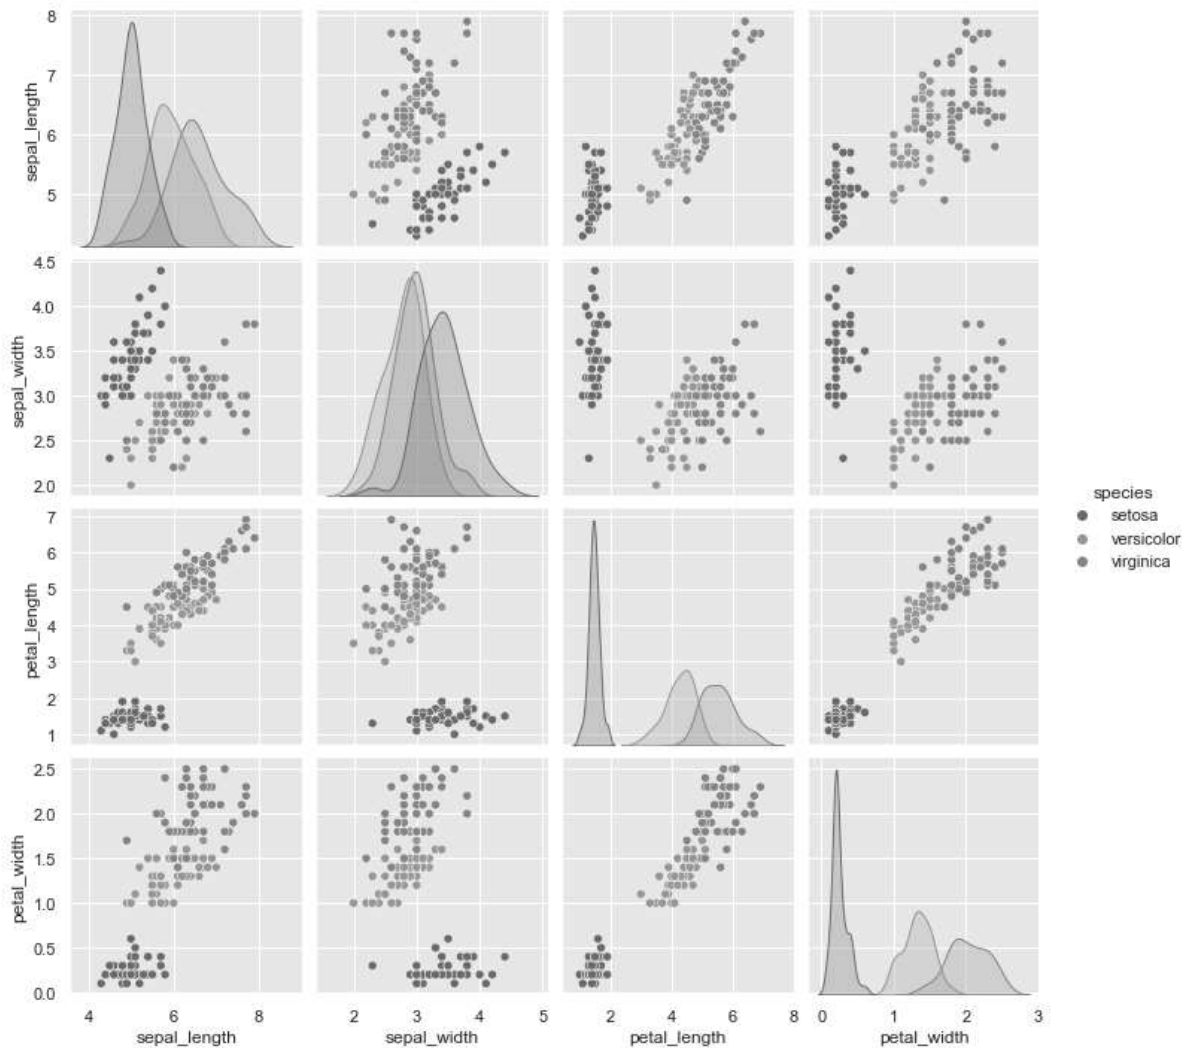 8
7
6
5
sepal_length
4.5
4.0
3.5
3.0
2.5
2.0
sepal_width
species
setosa
versicolor
virginica
7
6
5
4
3
2
1
petal_length
2.5
2.0
1.5
1.0
0.5
0.0
petal_width
4 6 8 2 3 4 5 2 4 6 8 0 1 2 3
sepal_length sepal_width petal_length petal_width